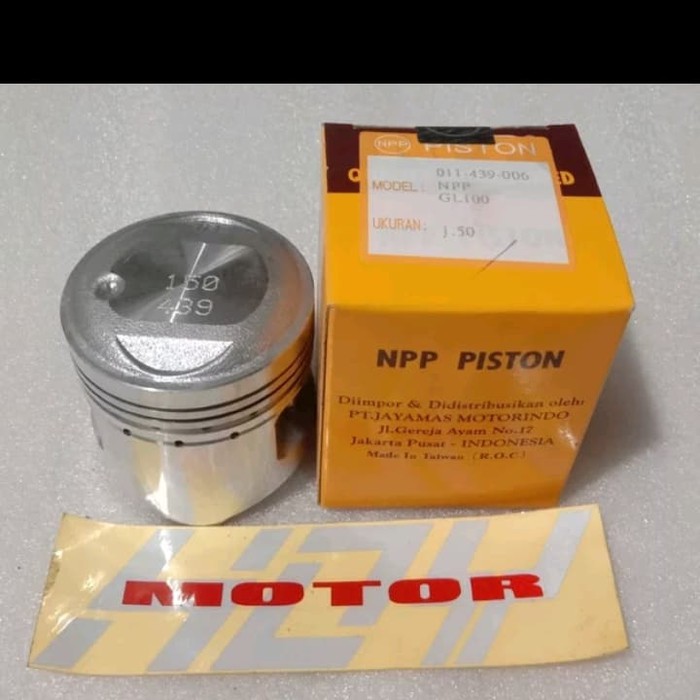 NPP PISTON
011-439-006
MODEL: NPP
GL100
UKURAN: 1.50
NPP PISTON
Diimpor & Didistribusikan oleh:
PT.JAYAMAS MOTORINDO
Jl.Gereja Ayam No.17
Jakarta Pusat - INDONESIA
Made In Taiwan (R.O.C.)
150
439
MOTOR